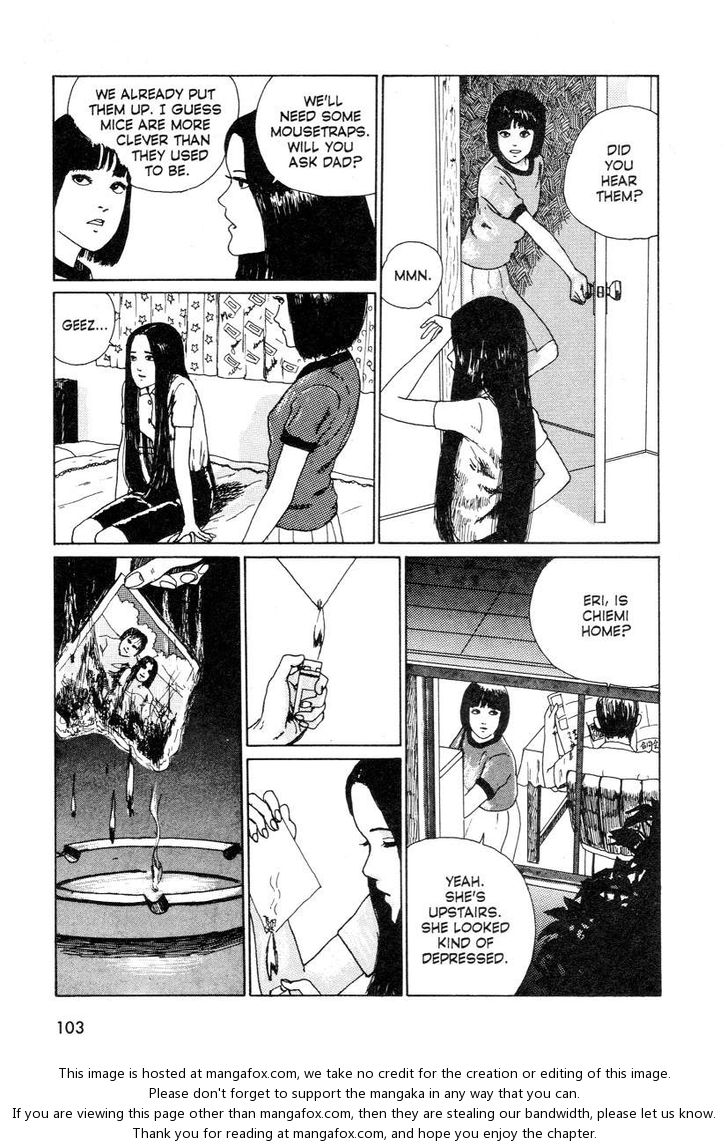 DID
YOU
HEAR
THEM?
MMN.
WE'LL
NEED SOME
MOUSETRAPS.
WILL YOU
ASK DAD?
WE ALREADY PUT
THEM UP. I GUESS
MICE ARE MORE
CLEVER THAN
THEY USED
TO BE.
GEEZ...
ERI, IS
CHIEMI
HOME?
YEAH.
SHE'S
UPSTAIRS.
SHE LOOKED
KIND OF
DEPRESSED.
103
This image is hosted at mangafox.com, we take no credit for the creation or editing of this image.
Please don't forget to support the mangaka in any way that you can.
If you are viewing this page other than mangafox.com, then they are stealing our bandwidth, please let us know.
Thank you for reading at mangafox.com, and hope you enjoy the chapter.